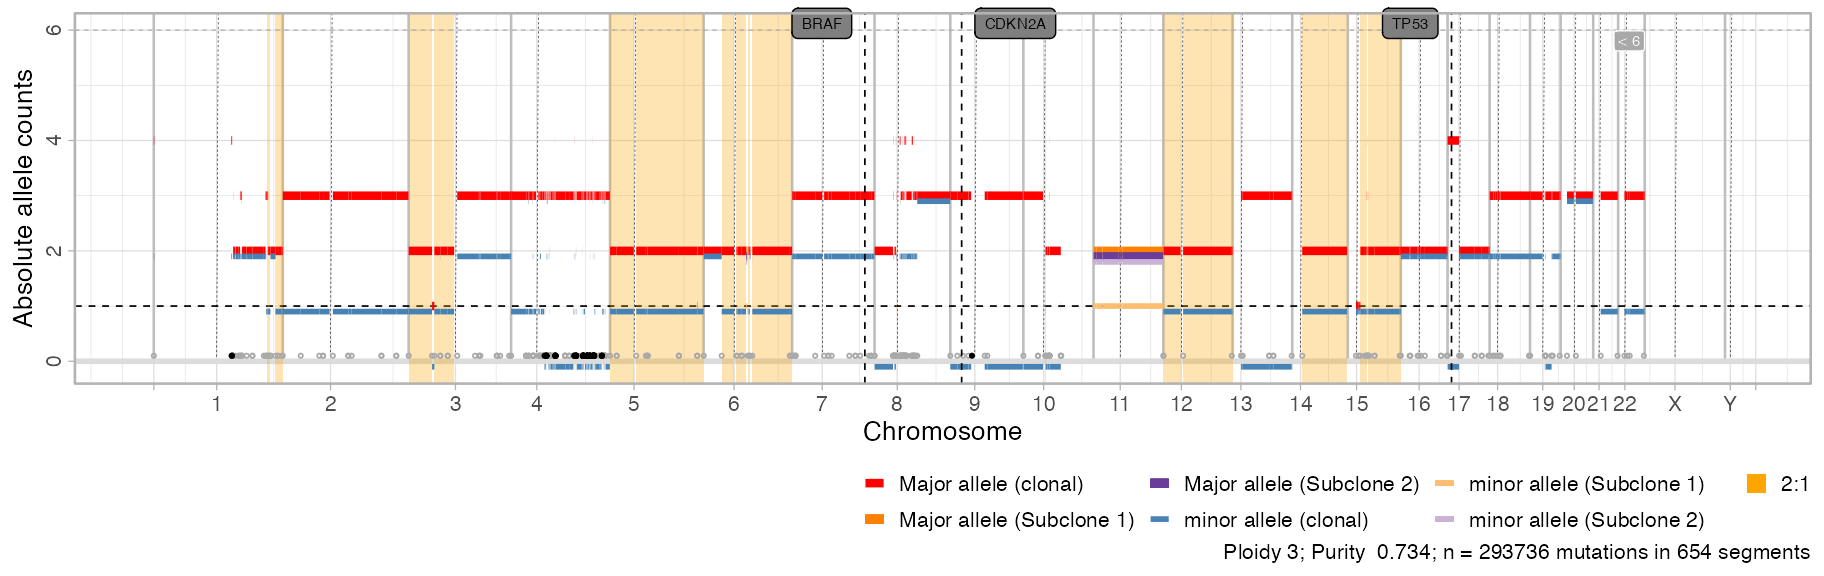 BRAF CDKN2A TP53
< 6
6
4
2
0
Absolute allele counts
1 2 3 4 5 6 7 8 9 10 11 12 13 14 15 16 17 18 19 20 21 22 X Y
Chromosome
Major allele (clonal) Major allele (Subclone 2) minor allele (Subclone 1) 2:1
Major allele (Subclone 1) minor allele (clonal) minor allele (Subclone 2)
Ploidy 3; Purity 0.734; n = 293736 mutations in 654 segments